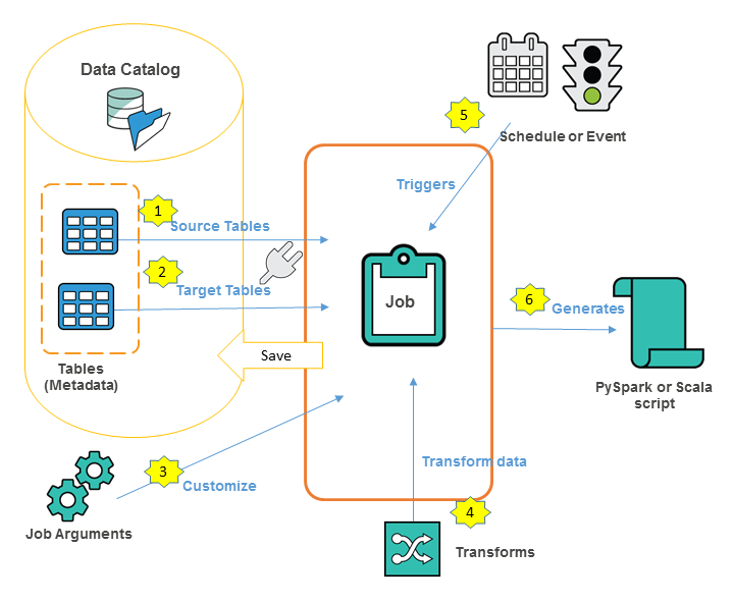 Data Catalog
1
Source Tables
2
Target Tables
Tables
(Metadata)
Save
3
Customize
Job Arguments
Job
5
Schedule or Event
Triggers
6
Generates
PySpark or Scala
script
Transform data
4
Transforms